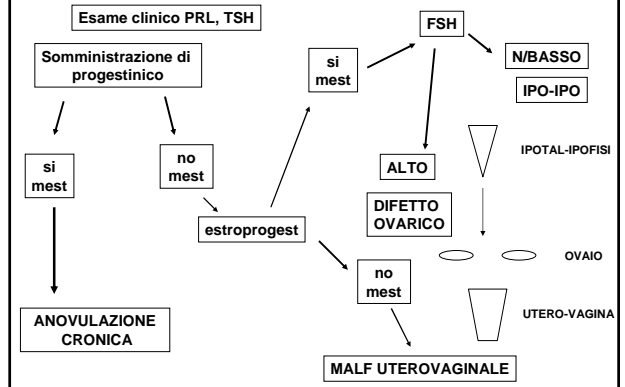 Esame clinico PRL, TSH
Somministrazione di
progestinico
si
mest
no
mest
estroprogest
ANOVULAZIONE
CRONICA
si
mest
FSH
N/BASSO
IPO-IPO
ALTO
DIFETTO
OVARICO
no
mest
MALF UTEROVAGINALE
IPOTAL-IPOFISI
OVAIO
UTERO-VAGINA